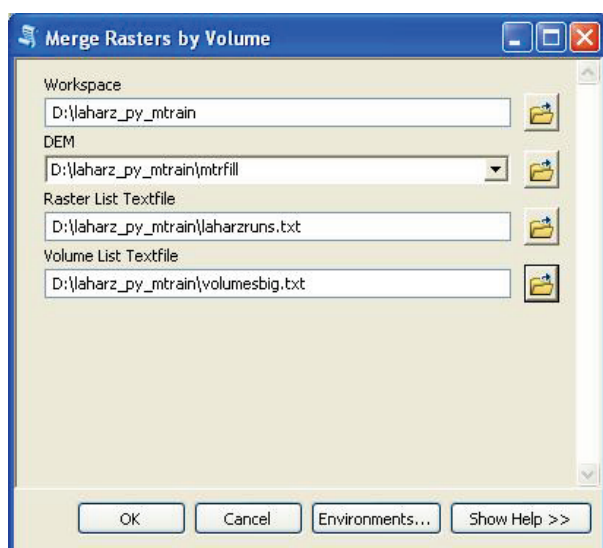 Merge Rasters by Volume
Workspace
D:\laharz_py_mtrain
DEM
D:\laharz_py_mtrain\mtrfill
Raster List Textfile
D:\laharz_py_mtrain\laharzruns.txt
Volume List Textfile
D:\laharz_py_mtrain\volumesbig.txt
OK Cancel Environments... Show Help >>